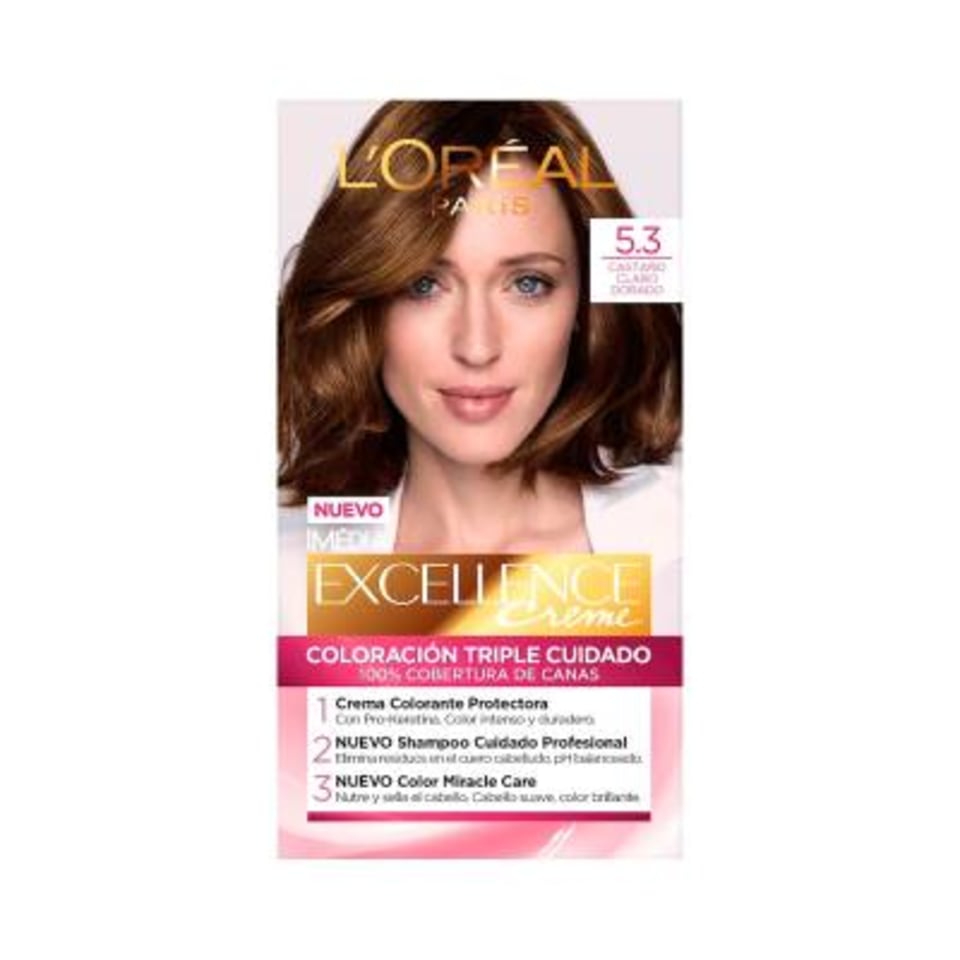 L'ORÉAL
PARIS
5.3
CASTAÑO
CLARO
DORADO
NUEVO
IMÉDIA
EXCELLENCE
Creme
COLORACIÓN TRIPLE CUIDADO
100% COBERTURA DE CANAS
1 Crema Colorante Protectora
Con Pro-Keratina. Color intenso y duradero.
2 NUEVO Shampoo Cuidado Profesional
Elimina residuos en el cuero cabelludo. pH balanceado.
3 NUEVO Color Miracle Care
Nutre y sella el cabello. Cabello suave, color brillante.